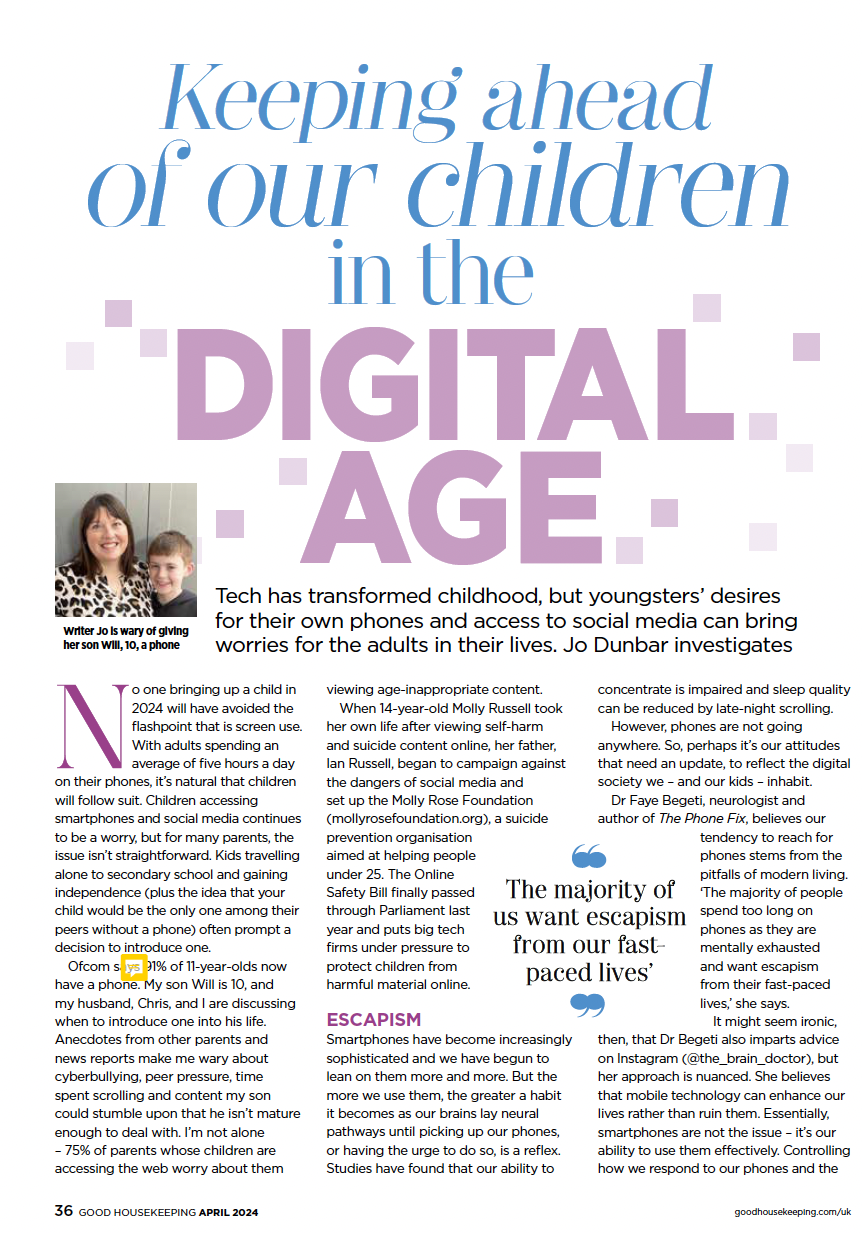 Keeping ahead
of our children
in the
DIGITAL
AGE
Writer Jo is wary of giving
her son Will, 10, a phone
Tech has transformed childhood, but youngsters’ desires
for their own phones and access to social media can bring
worries for the adults in their lives. Jo Dunbar investigates
No one bringing up a child in
2024 will have avoided the
flashpoint that is screen use.
With adults spending an
average of five hours a day
on their phones, it’s natural that children
will follow suit. Children accessing
smartphones and social media continues
to be a worry, but for many parents, the
issue isn’t straightforward. Kids travelling
alone to secondary school and gaining
independence (plus the idea that your
child would be the only one among their
peers without a phone) often prompt a
decision to introduce one.
Ofcom says 91% of 11-year-olds now
have a phone. My son Will is 10, and
my husband, Chris, and I are discussing
when to introduce one into his life.
Anecdotes from other parents and
news reports make me wary about
cyberbullying, peer pressure, time
spent scrolling and content my son
could stumble upon that he isn’t mature
enough to deal with. I’m not alone
– 75% of parents whose children are
accessing the web worry about them
viewing age-inappropriate content.
When 14-year-old Molly Russell took
her own life after viewing self-harm
and suicide content online, her father,
Ian Russell, began to campaign against
the dangers of social media and
set up the Molly Rose Foundation
(mollyrosefoundation.org), a suicide
prevention organisation
aimed at helping people
under 25. The Online
Safety Bill finally passed
through Parliament last
year and puts big tech
firms under pressure to
protect children from
harmful material online.
ESCAPISM
Smartphones have become increasingly
sophisticated and we have begun to
lean on them more and more. But the
more we use them, the greater a habit
it becomes as our brains lay neural
pathways until picking up our phones,
or having the urge to do so, is a reflex.
Studies have found that our ability to
❝
The majority of
us want escapism
from our fast-
paced lives’
❞
concentrate is impaired and sleep quality
can be reduced by late-night scrolling.
However, phones are not going
anywhere. So, perhaps it’s our attitudes
that need an update, to reflect the digital
society we – and our kids – inhabit.
Dr Faye Begeti, neurologist and
author of The Phone Fix, believes our
tendency to reach for
phones stems from the
pitfalls of modern living.
‘The majority of people
spend too long on
phones as they are
mentally exhausted
and want escapism
from their fast-paced
lives,’ she says.
It might seem ironic,
then, that Dr Begeti also imparts advice
on Instagram (@the_brain_doctor), but
her approach is nuanced. She believes
that mobile technology can enhance our
lives rather than ruin them. Essentially,
smartphones are not the issue – it’s our
ability to use them effectively. Controlling
how we respond to our phones and the
36 GOOD HOUSEKEEPING APRIL 2024
goodhousekeeping.com/uk